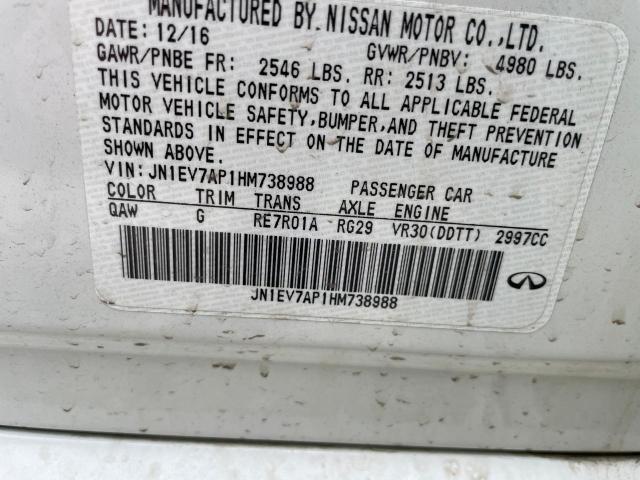 MANUFACTURED BY NISSAN MOTOR CO.,LTD.
DATE: 12/16 GVWR/PNBV: 4980 LBS.
GAWR/PNBE FR: 2546 LBS. RR: 2513 LBS.
THIS VEHICLE CONFORMS TO ALL APPLICABLE FEDERAL
MOTOR VEHICLE SAFETY,BUMPER,AND THEFT PREVENTION
STANDARDS IN EFFECT ON THE DATE OF MANUFACTURE
SHOWN ABOVE.
VIN:JN1EV7AP1HM738988 PASSENGER CAR
COLOR TRIM TRANS AXLE ENGINE
QAW G RE7R01A RG29 VR30(DDTT) 2997CC
JN1EV7AP1HM738988